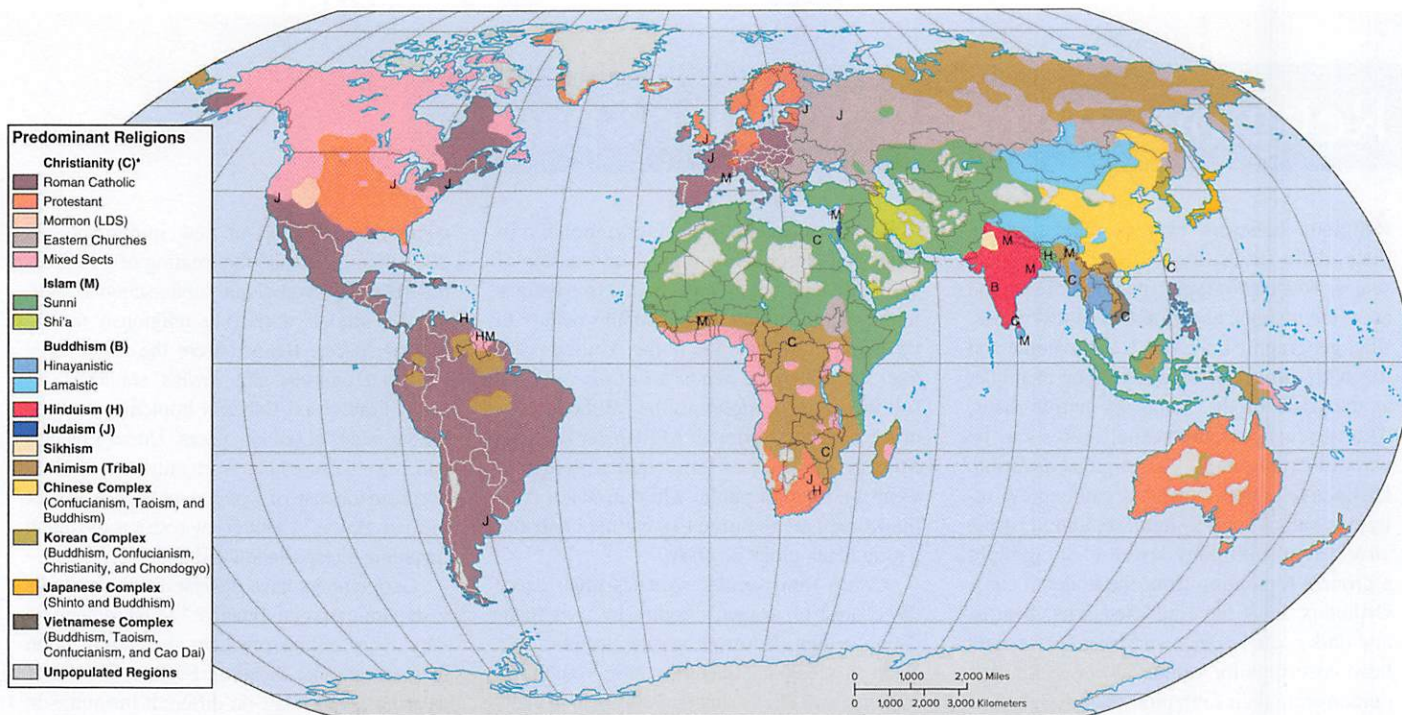 Predominant Religions
Christianity (C)*
Roman Catholic
Protestant
Mormon (LDS)
Eastern Churches
Mixed Sects
Islam (M)
Sunni
Shi'a
Buddhism (B)
Hinayanistic
Lamaistic
Hinduism (H)
Judaism (J)
Sikhism
Animism (Tribal)
Chinese Complex
(Confucianism, Taoism, and
Buddhism)
Korean Complex
(Buddhism, Confucianism,
Christianity, and Chondogyo)
Japanese Complex
(Shinto and Buddhism)
Vietnamese Complex
(Buddhism, Taoism,
Confucianism, and Cao Dai)
Unpopulated Regions
J
J
J
H
H M
J
J
J
J
J
M
M
C
M
C
C
J
H
M
M
H
M
B
C
M
C
C
C
0 1,000 2,000 Miles
0 1,000 2,000 3,000 Kilometers